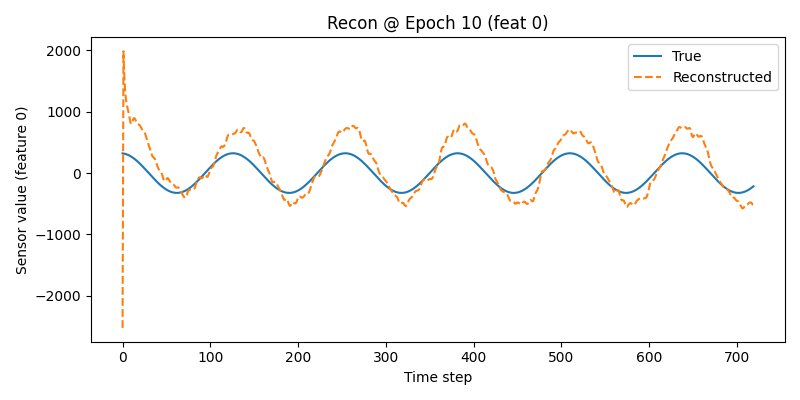 Recon @ Epoch 10 (feat 0)
True
Reconstructed
2000
1000
0
−1000
−2000
Sensor value (feature 0)
0 100 200 300 400 500 600 700
Time step